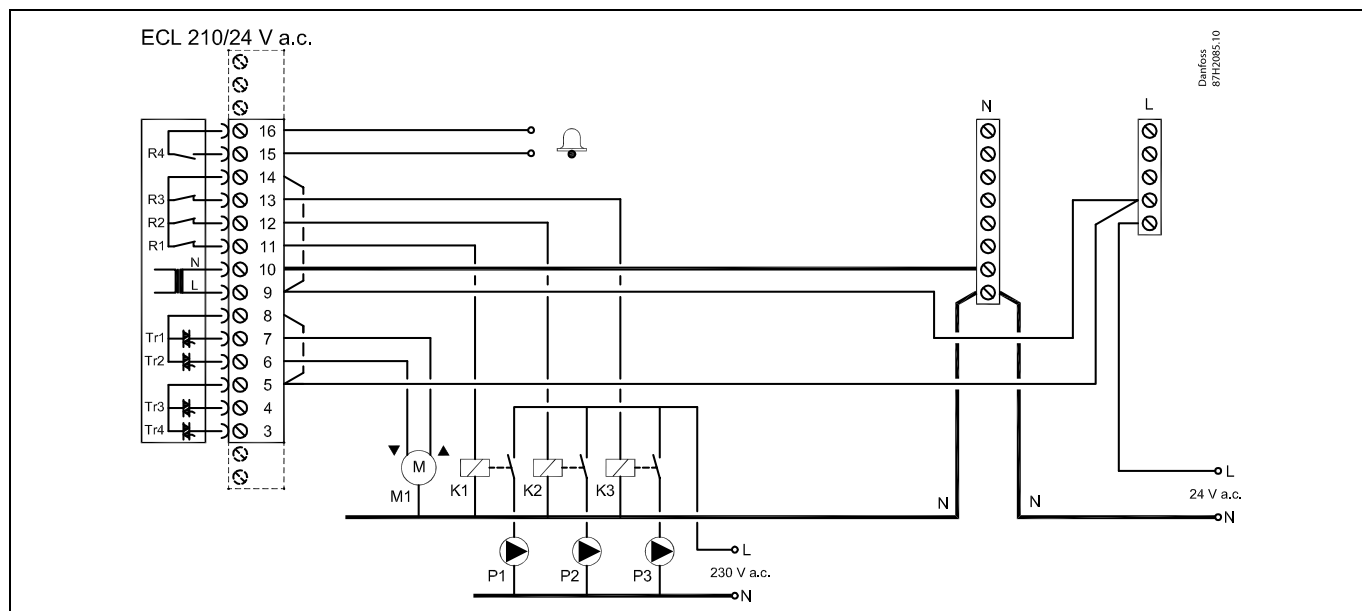 ECL 210/24 V a.c.
Danfoss
87H2085.10
N
L
16
R4
15
14
R3
13
R2
12
R1
11
N
10
L
9
8
Tr1
7
Tr2
6
5
Tr3
4
Tr4
3
M
M1
K1
K2
K3
N
N
L
24 V a.c.
N
P1
P2
P3
L
230 V a.c.
N